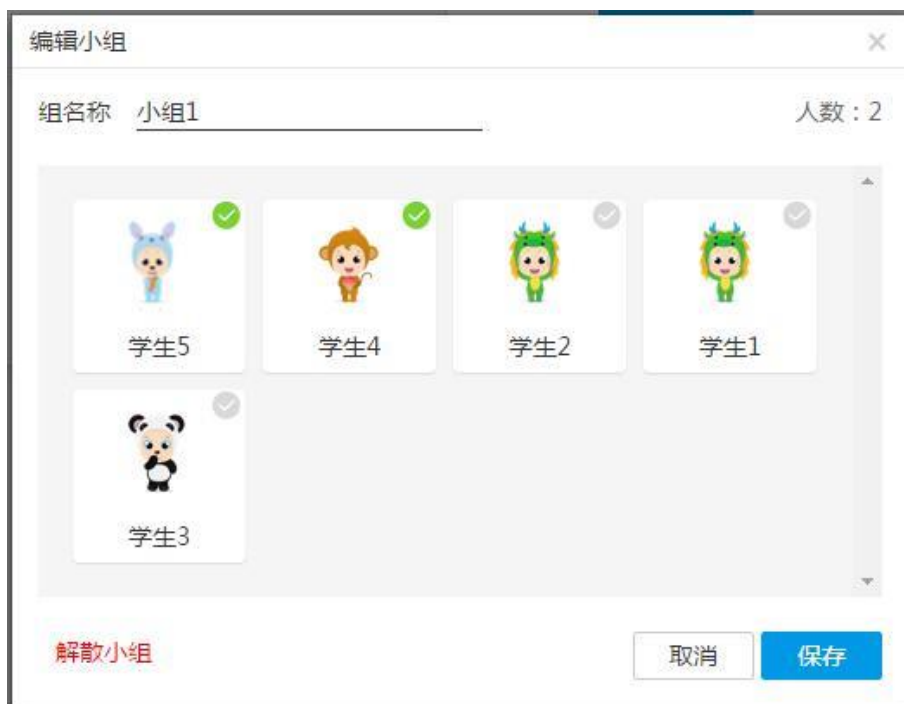 编辑小组
组名称 小组1 人数：2
学生5 学生4 学生2 学生1
学生3
解散小组 取消 保存